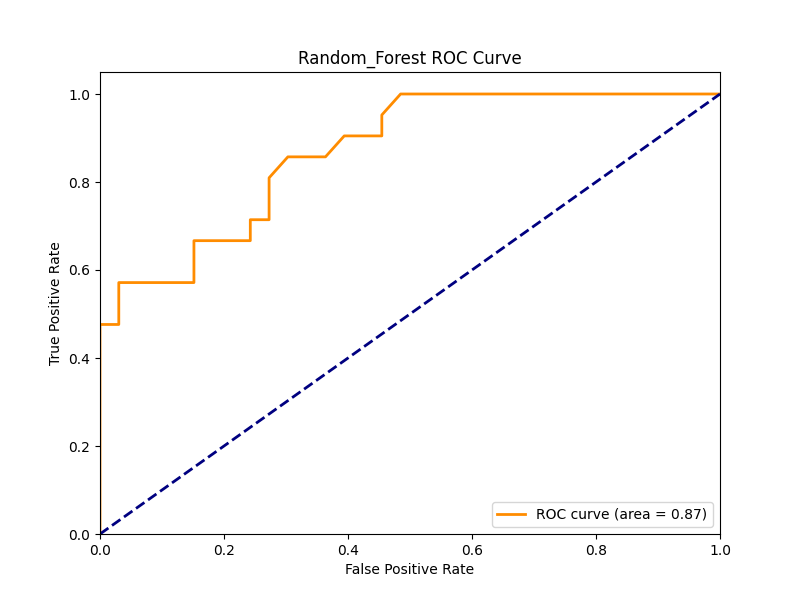 Random_Forest ROC Curve
1.0
0.8
0.6
0.4
0.2
0.0
True Positive Rate
ROC curve (area = 0.87)
0.0 0.2 0.4 0.6 0.8 1.0
False Positive Rate